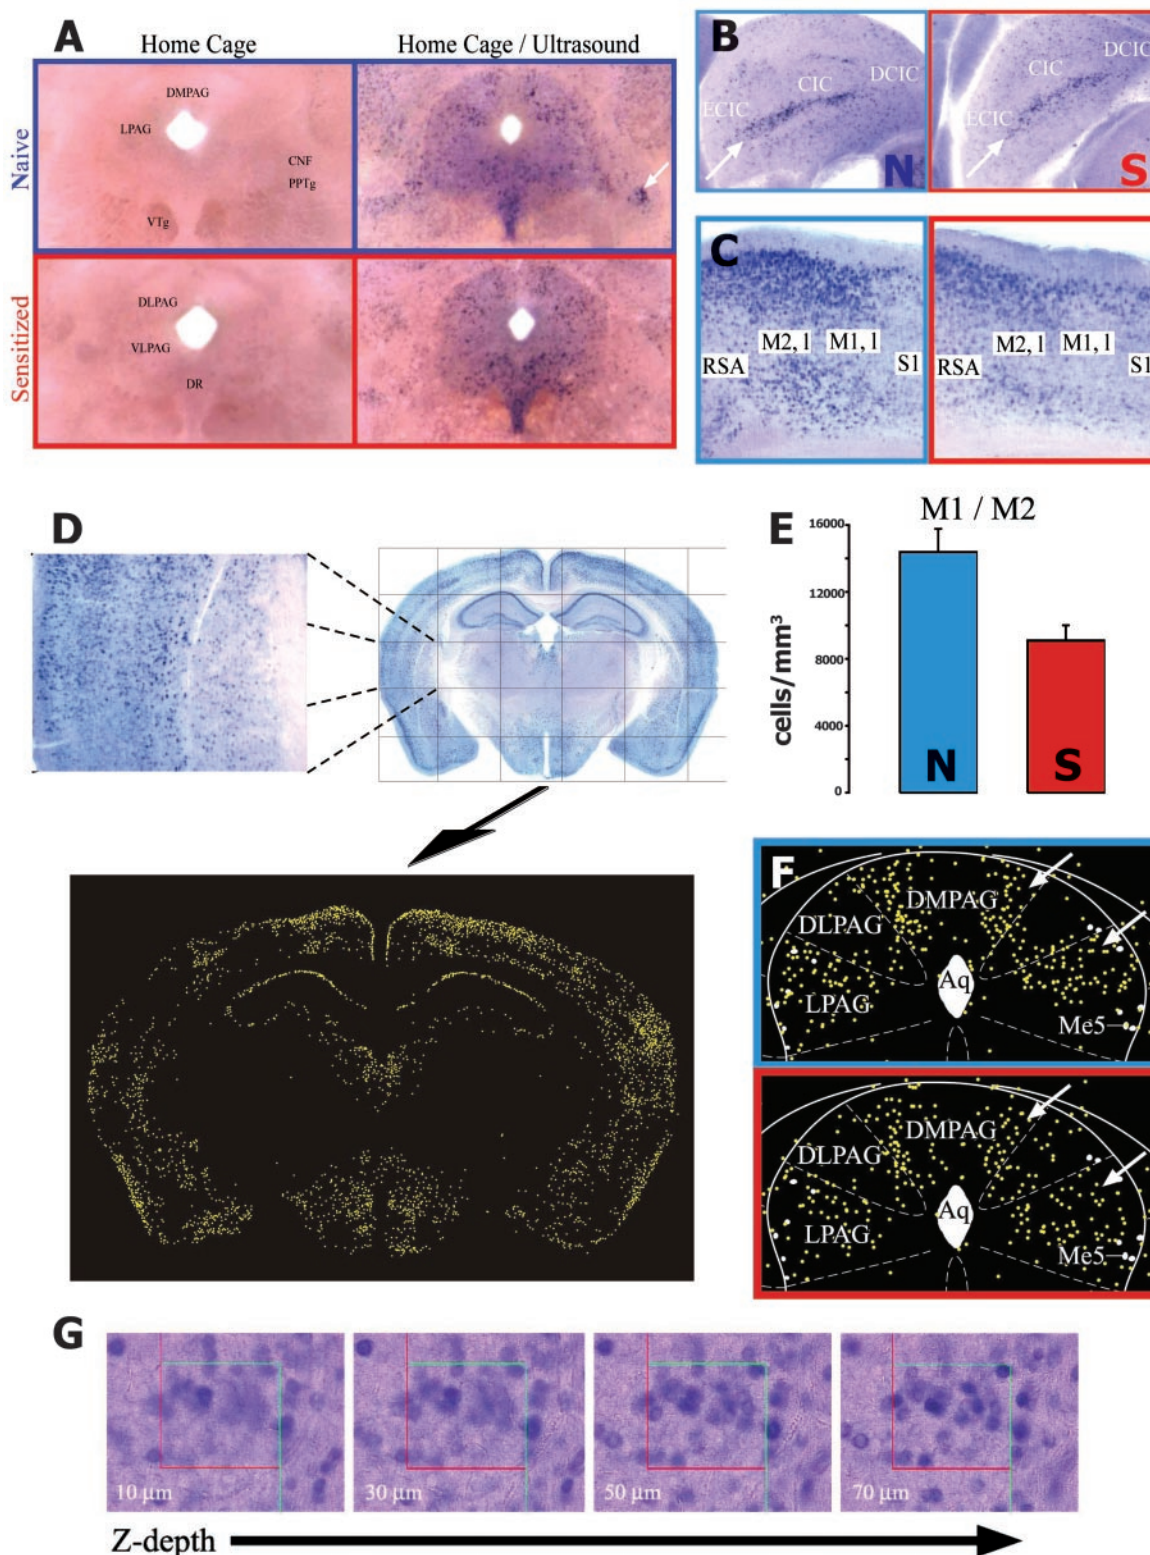 A
Home Cage
Home Cage / Ultrasound
Naive
DMPAG
LPAG
CNF
PPTg
VTg
Sensitized
DLPAG
VLPAG
DR
B
ECIC
CIC
DCIC
N
ECIC
CIC
DCIC
S
C
RSA
M2, l
M1, l
S1
RSA
M2, l
M1, l
S1
D
E
M1 / M2
cells/mm³
16000
12000
8000
4000
0
N
S
F
DMPAG
DLPAG
LPAG
Aq
Me5
DMPAG
DLPAG
LPAG
Aq
Me5
G
10 μm
30 μm
50 μm
70 μm
Z-depth